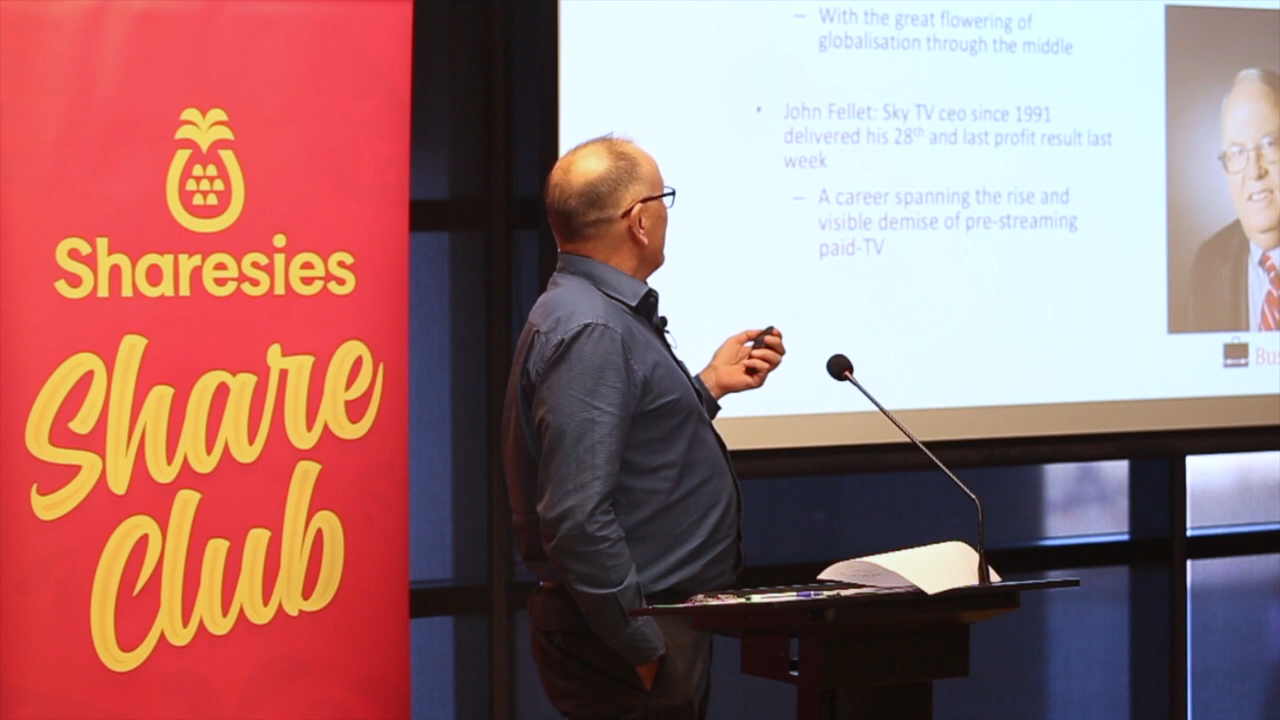 Sharesies
Share
Club
– With the great flowering of
globalisation through the middle
• John Fellet: Sky TV ceo since 1991
delivered his 28th and last profit result last
week
– A career spanning the rise and
visible demise of pre-streaming
paid-TV
Bus